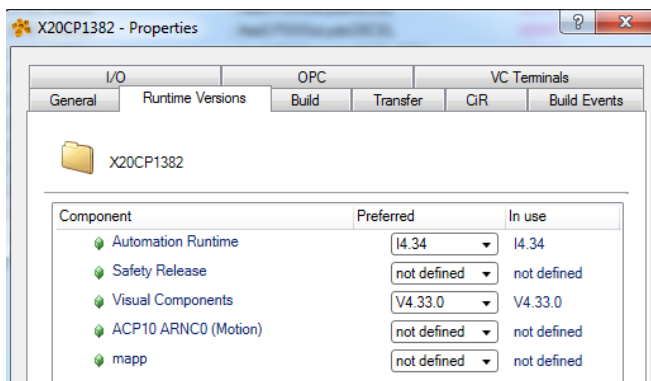 X20CP1382 - Properties
?
X
I/O OPC VC Terminals
General Runtime Versions Build Transfer CiR Build Events
X20CP1382
Component Preferred In use
Automation Runtime I4.34 I4.34
Safety Release not defined not defined
Visual Components V4.33.0 V4.33.0
ACP10 ARNC0 (Motion) not defined not defined
mapp not defined not defined